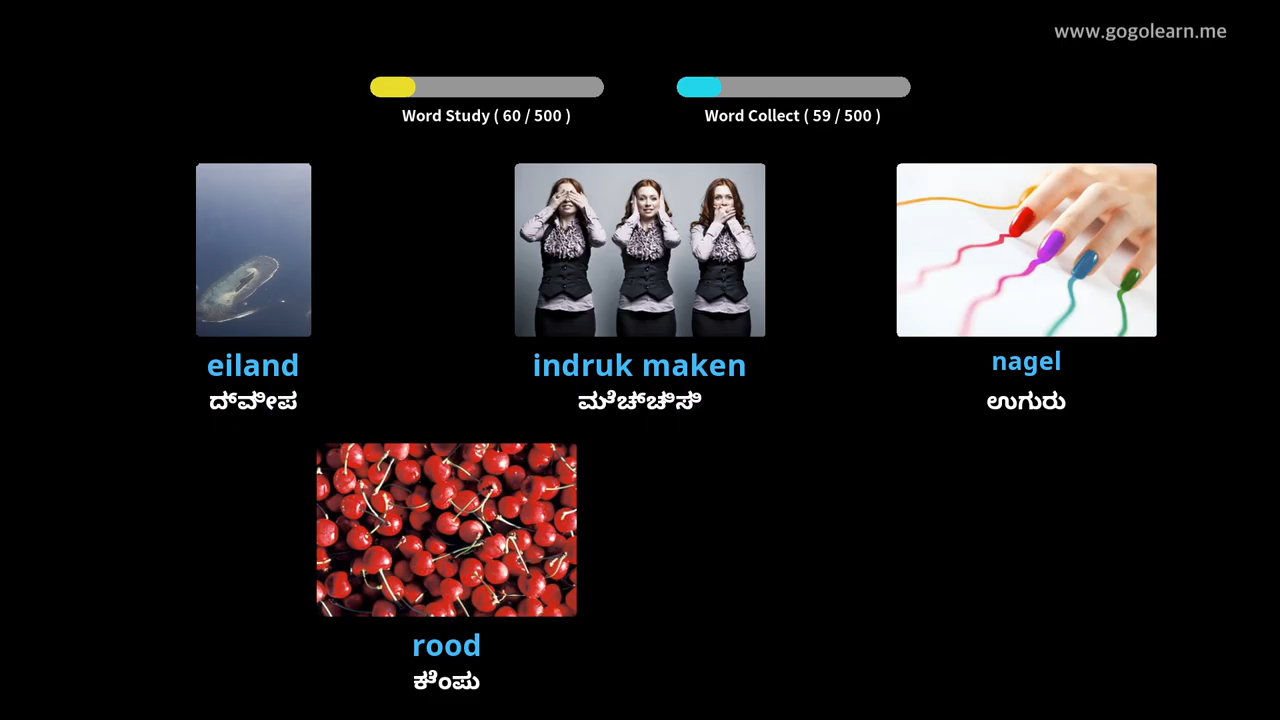 www.gogolearn.me
Word Study ( 60 / 500 )
Word Collect ( 59 / 500 )
eiland
indruk maken
nagel
ದ್ವೀಪ
ಮೆಚ್ಚಿಸಿ
ಉಗುರು
rood
ಕೆಂಪು